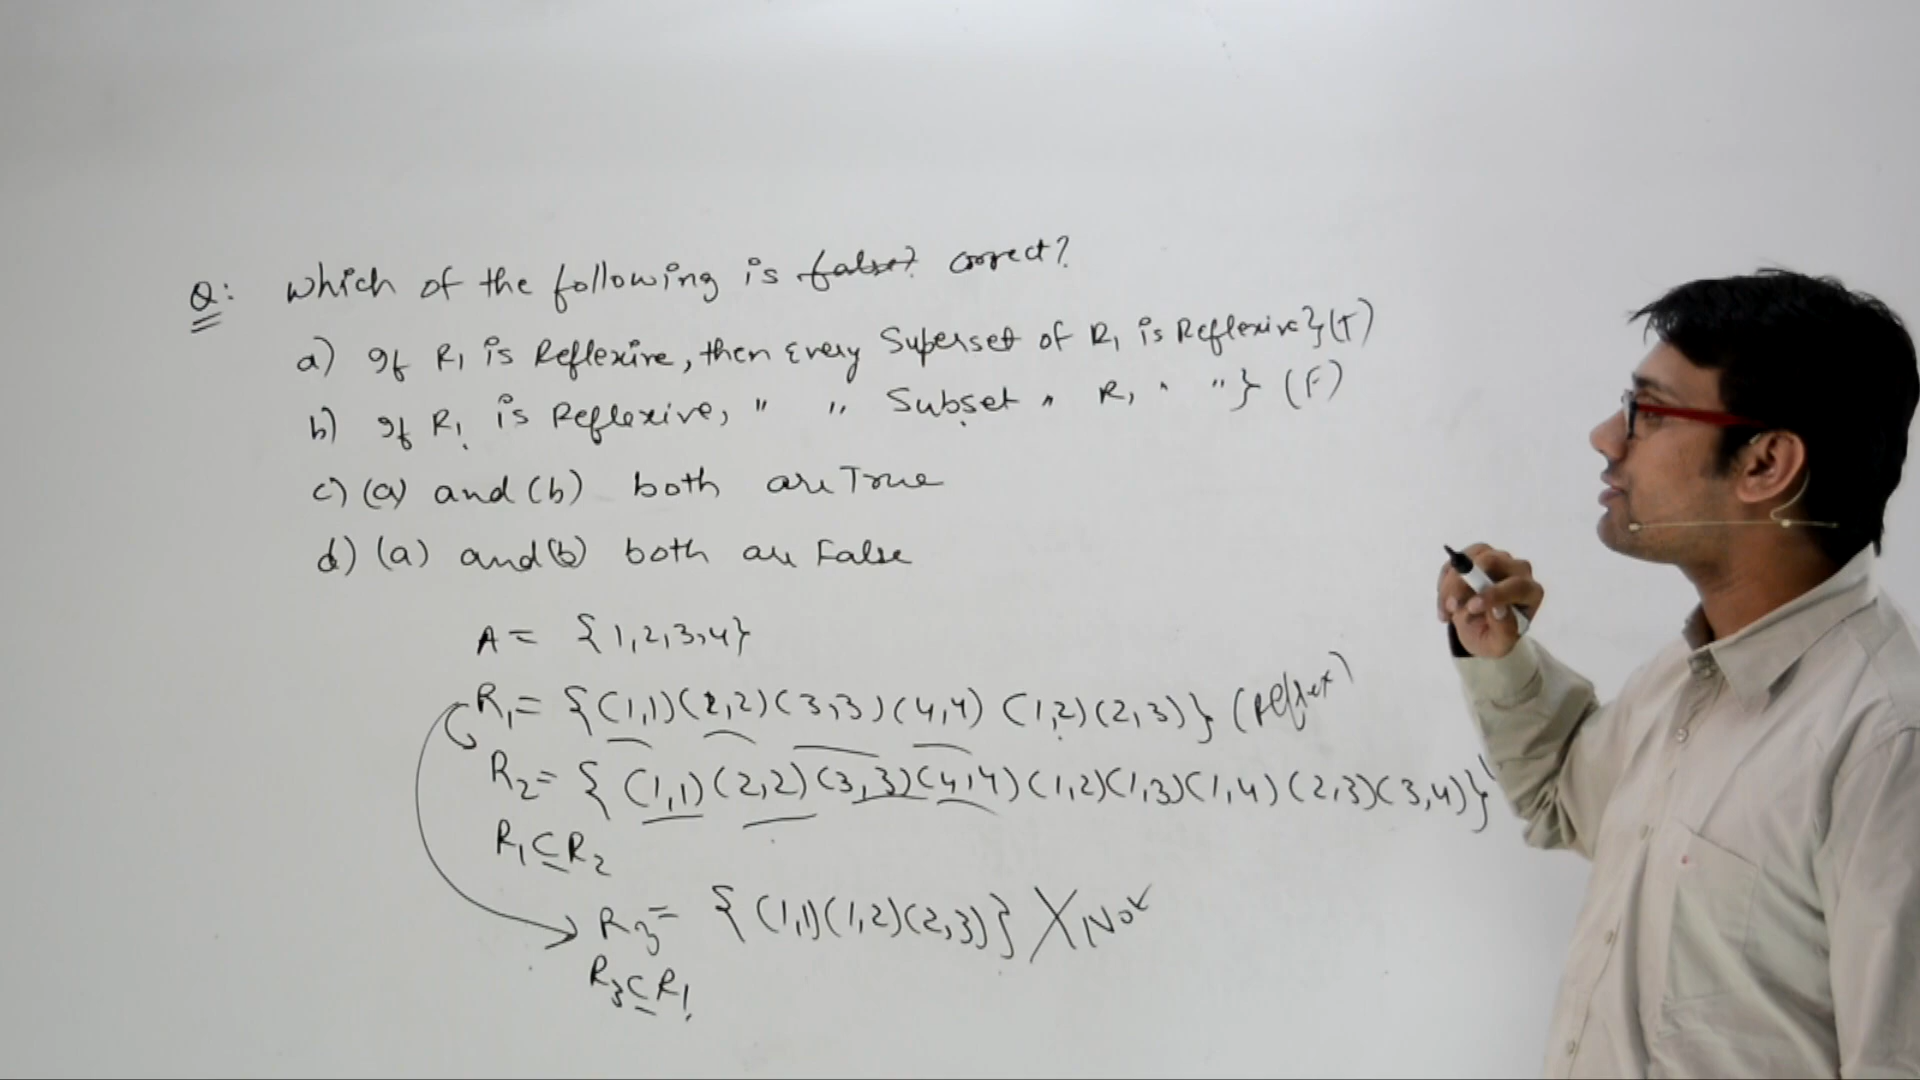 Q: which of the following is false? correct?
a) If R1 is Reflexive, then Every Superset of R1 is Reflexive} (T)
b) If R1 is Reflexive, " " Subset " R1 " "} (F)
c) (a) and (b) both are True
d) (a) and (b) both are False
A = {1,2,3,4}
R1 = {(1,1)(2,2)(3,3)(4,4) (1,2)(2,3)} (Reflex)
R2 = {(1,1)(2,2)(3,3)(4,4)(1,2)(1,3)(1,4)(2,3)(3,4)}
R1 ⊆ R2
R3 = {(1,1)(1,2)(2,3)} X Not
R3 ⊆ R1